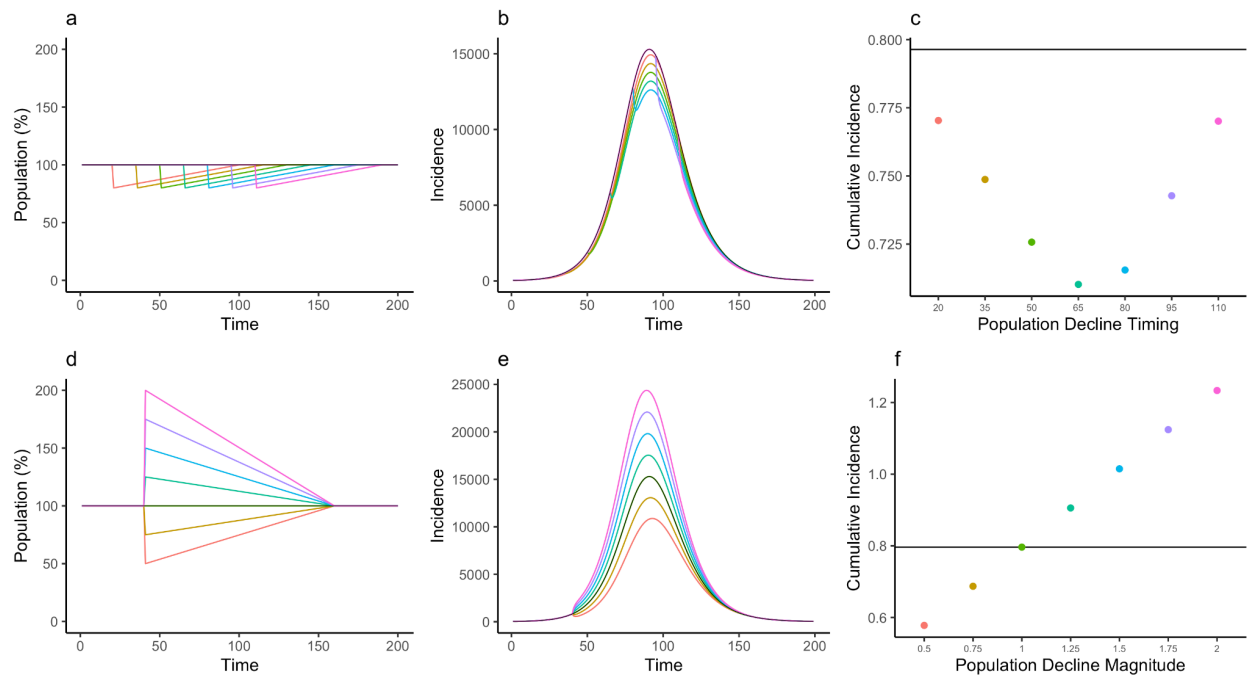 a
200
150
100
50
0
Population (%)
0 50 100 150 200
Time
b
15000
10000
5000
0
Incidence
0 50 100 150 200
Time
c
0.800
0.775
0.750
0.725
Cumulative Incidence
20 35 50 65 80 95 110
Population Decline Timing
d
200
150
100
50
0
Population (%)
0 50 100 150 200
Time
e
25000
20000
15000
10000
5000
0
Incidence
0 50 100 150 200
Time
f
1.2
1.0
0.8
0.6
Cumulative Incidence
0.5 0.75 1 1.25 1.5 1.75 2
Population Decline Magnitude